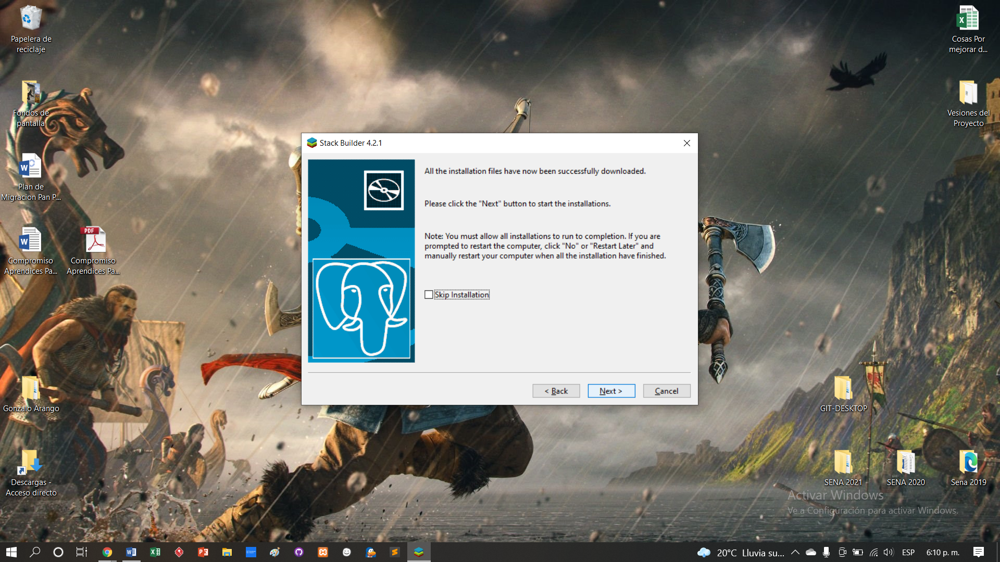 Papelera de
reciclaje
Fondos de
pantalla
Plan de
Migracion Pan P...
Compromiso
Aprendices Pa...
PDF
Compromiso
Aprendices Pa...
Gonzalo Arango
Descargas -
Acceso directo
Stack Builder 4.2.1
All the installation files have now been successfully downloaded.
Please click the "Next" button to start the installations.
Note: You must allow all installations to run to completion. If you are
prompted to restart the computer, click "No" or "Restart Later" and
manually restart your computer when all the installation have finished.
Skip Installation
< Back
Next >
Cancel
Cosas Por
mejorar d...
Vesiones del
Proyecto
GIT-DESKTOP
SENA 2021
SENA 2020
Sena 2019
Activar Windows
Ve a Configuración para activar Windows.
20°C Lluvia su...
ESP
6:10 p. m.